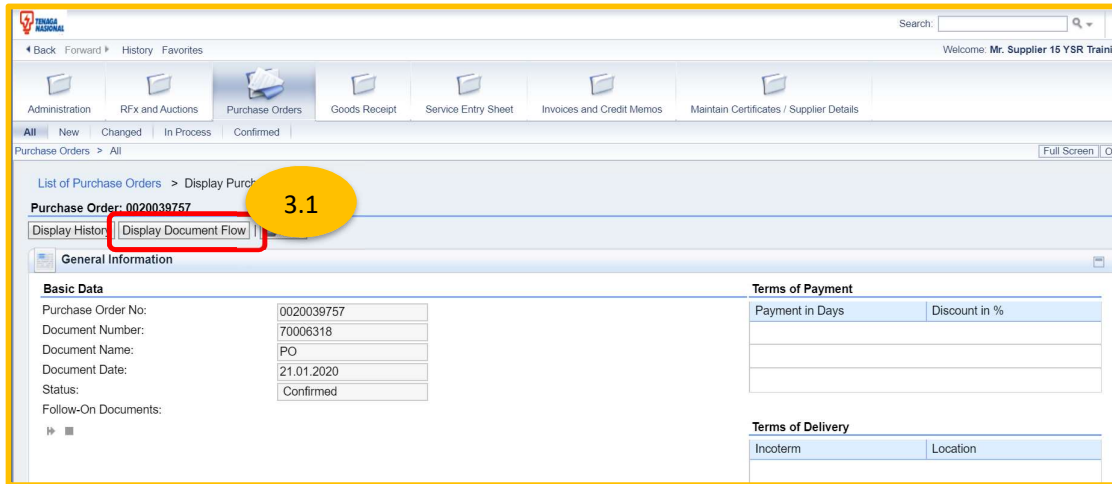 TENAGA
NASIONAL
Search:
Back Forward History Favorites
Welcome: Mr. Supplier 15 YSR Traini
Administration RFx and Auctions Purchase Orders Goods Receipt Service Entry Sheet Invoices and Credit Memos Maintain Certificates / Supplier Details
All New Changed In Process Confirmed
Purchase Orders > All
Full Screen
List of Purchase Orders > Display Purch
3.1
Purchase Order: 0020039757
Display History Display Document Flow
General Information
Basic Data
Purchase Order No: 0020039757
Document Number: 70006318
Document Name: PO
Document Date: 21.01.2020
Status: Confirmed
Follow-On Documents:
Terms of Payment
Payment in Days Discount in %
Terms of Delivery
Incoterm Location